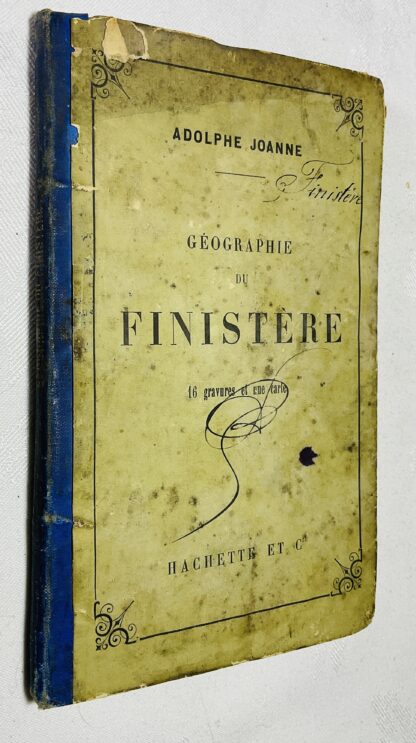 ADOLPHE JOANNE
Finistère
GÉOGRAPHIE
DU
FINISTÈRE
16 gravures et une carte
HACHETTE ET Cie